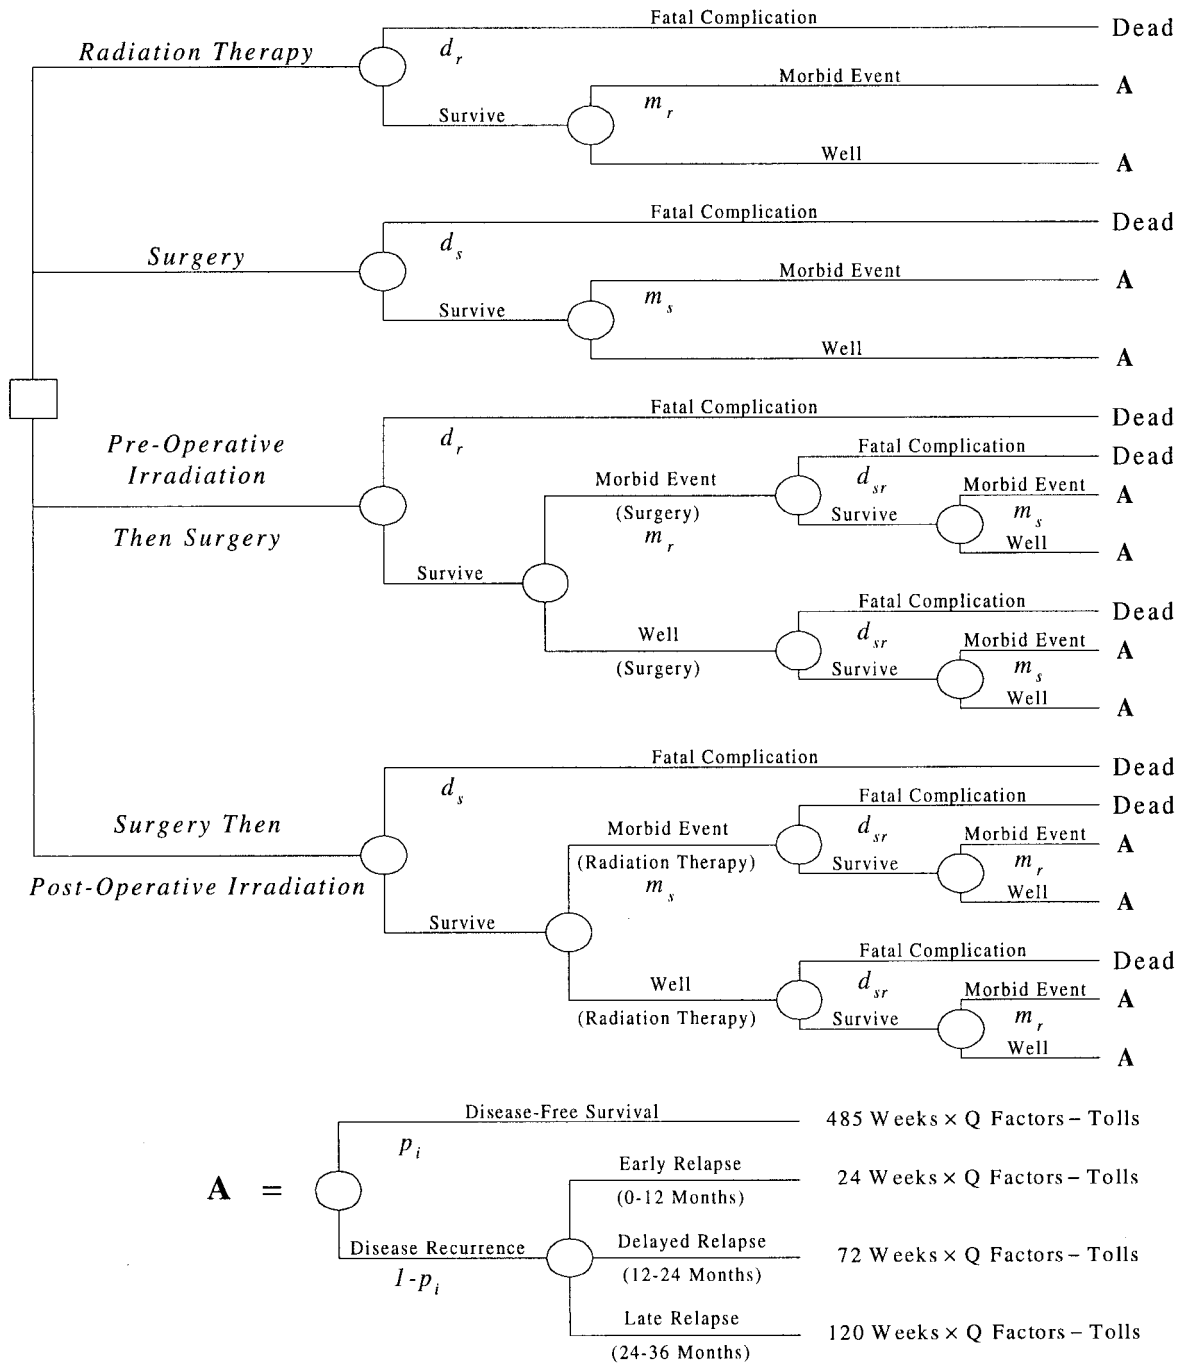 Fatal Complication
Dead
Radiation Therapy
d_r
Morbid Event
A
m_r
Survive
Well
A
Fatal Complication
Dead
d_s
Surgery
Morbid Event
A
m_s
Survive
Well
A
Fatal Complication
Dead
d_r
Pre-Operative
Irradiation
Then Surgery
Fatal Complication
Dead
d_sr
Morbid Event
(Surgery)
m_r
Morbid Event
A
m_s
Survive
Well
A
Survive
Fatal Complication
Dead
d_sr
Well
(Surgery)
Morbid Event
A
m_s
Survive
Well
A
Fatal Complication
Dead
d_s
Surgery Then
Post-Operative Irradiation
Fatal Complication
Dead
d_sr
Morbid Event
(Radiation Therapy)
m_s
Morbid Event
A
m_r
Survive
Well
A
Survive
Fatal Complication
Dead
d_sr
Well
(Radiation Therapy)
Morbid Event
A
m_r
Survive
Well
A
Disease-Free Survival
485 Weeks × Q Factors – Tolls
p_i
A =
Early Relapse
(0-12 Months)
24 Weeks × Q Factors – Tolls
Disease Recurrence
1-p_i
Delayed Relapse
(12-24 Months)
72 Weeks × Q Factors – Tolls
Late Relapse
(24-36 Months)
120 Weeks × Q Factors – Tolls